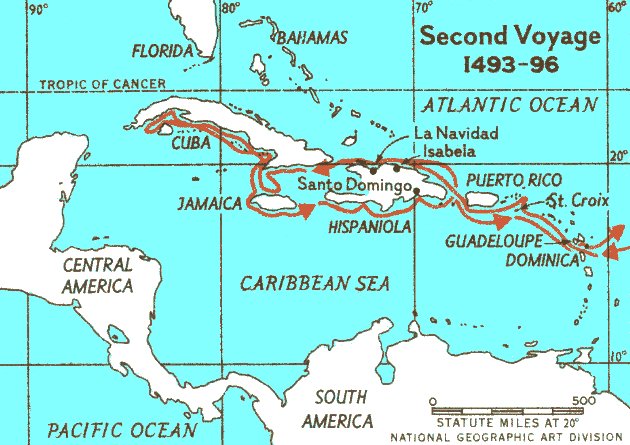 90°
80°
70°
60°
FLORIDA
BAHAMAS
Second Voyage
1493-96
TROPIC OF CANCER
ATLANTIC OCEAN
CUBA
La Navidad
Isabela
20°
Santo Domingo
PUERTO RICO
JAMAICA
St. Croix
HISPANIOLA
GUADELOUPE
DOMINICA
CENTRAL
AMERICA
CARIBBEAN SEA
10°
SOUTH
AMERICA
0
500
STATUTE MILES AT 20°
PACIFIC OCEAN
NATIONAL GEOGRAPHIC ART DIVISION